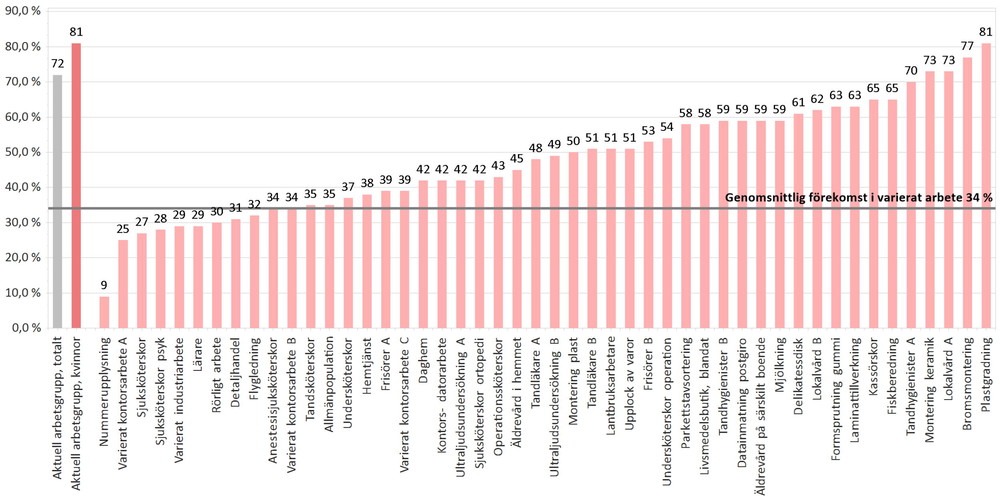 90,0 %
80,0 %
70,0 %
60,0 %
50,0 %
40,0 %
30,0 %
20,0 %
10,0 %
0,0 %
72
81
9
25
27
28
29
29
30
31
32
34
34
35
35
37
38
39
39
42
42
42
42
43
45
48
49
50
51
51
51
53
54
58
58
59
59
59
59
61
62
63
63
65
65
70
73
73
77
81
Genomsnittlig förekomst i varierat arbete 34 %
Aktuell arbetsgrupp, totalt
Aktuell arbetsgrupp, kvinnor
Nummerupplysning
Varierat kontorsarbete A
Sjuksköterskor
Sjuksköterskor psyk
Varierat industriarbete
Lärare
Rörligt arbete
Detaljhandel
Flygledning
Anestesisjuksköterskor
Varierat kontorsarbete B
Tandsköterskor
Allmänpopulation
Undersköterskor
Hemtjänst
Frisörer A
Varierat kontorsarbete C
Daghem
Kontors- datorarbete
Ultraljudsundersökning A
Sjuksköterskor ortopedi
Operationssköterskor
Äldrevård i hemmet
Tandläkare A
Ultraljudsundersökning B
Montering plast
Tandläkare B
Lantbruksarbetare
Upplock av varor
Frisörer B
Undersköterskor operation
Parkettstavsortering
Livsmedelsbutik, blandat
Tandhygienister B
Datainmatning postgiro
Äldrevård på särskilt boende
Mjölkning
Delikatessdisk
Lokalvård B
Formsprutning gummi
Laminattillverkning
Kassörskor
Fiskberedning
Tandhygienister A
Montering keramik
Lokalvård A
Bromsmontering
Plastgradning